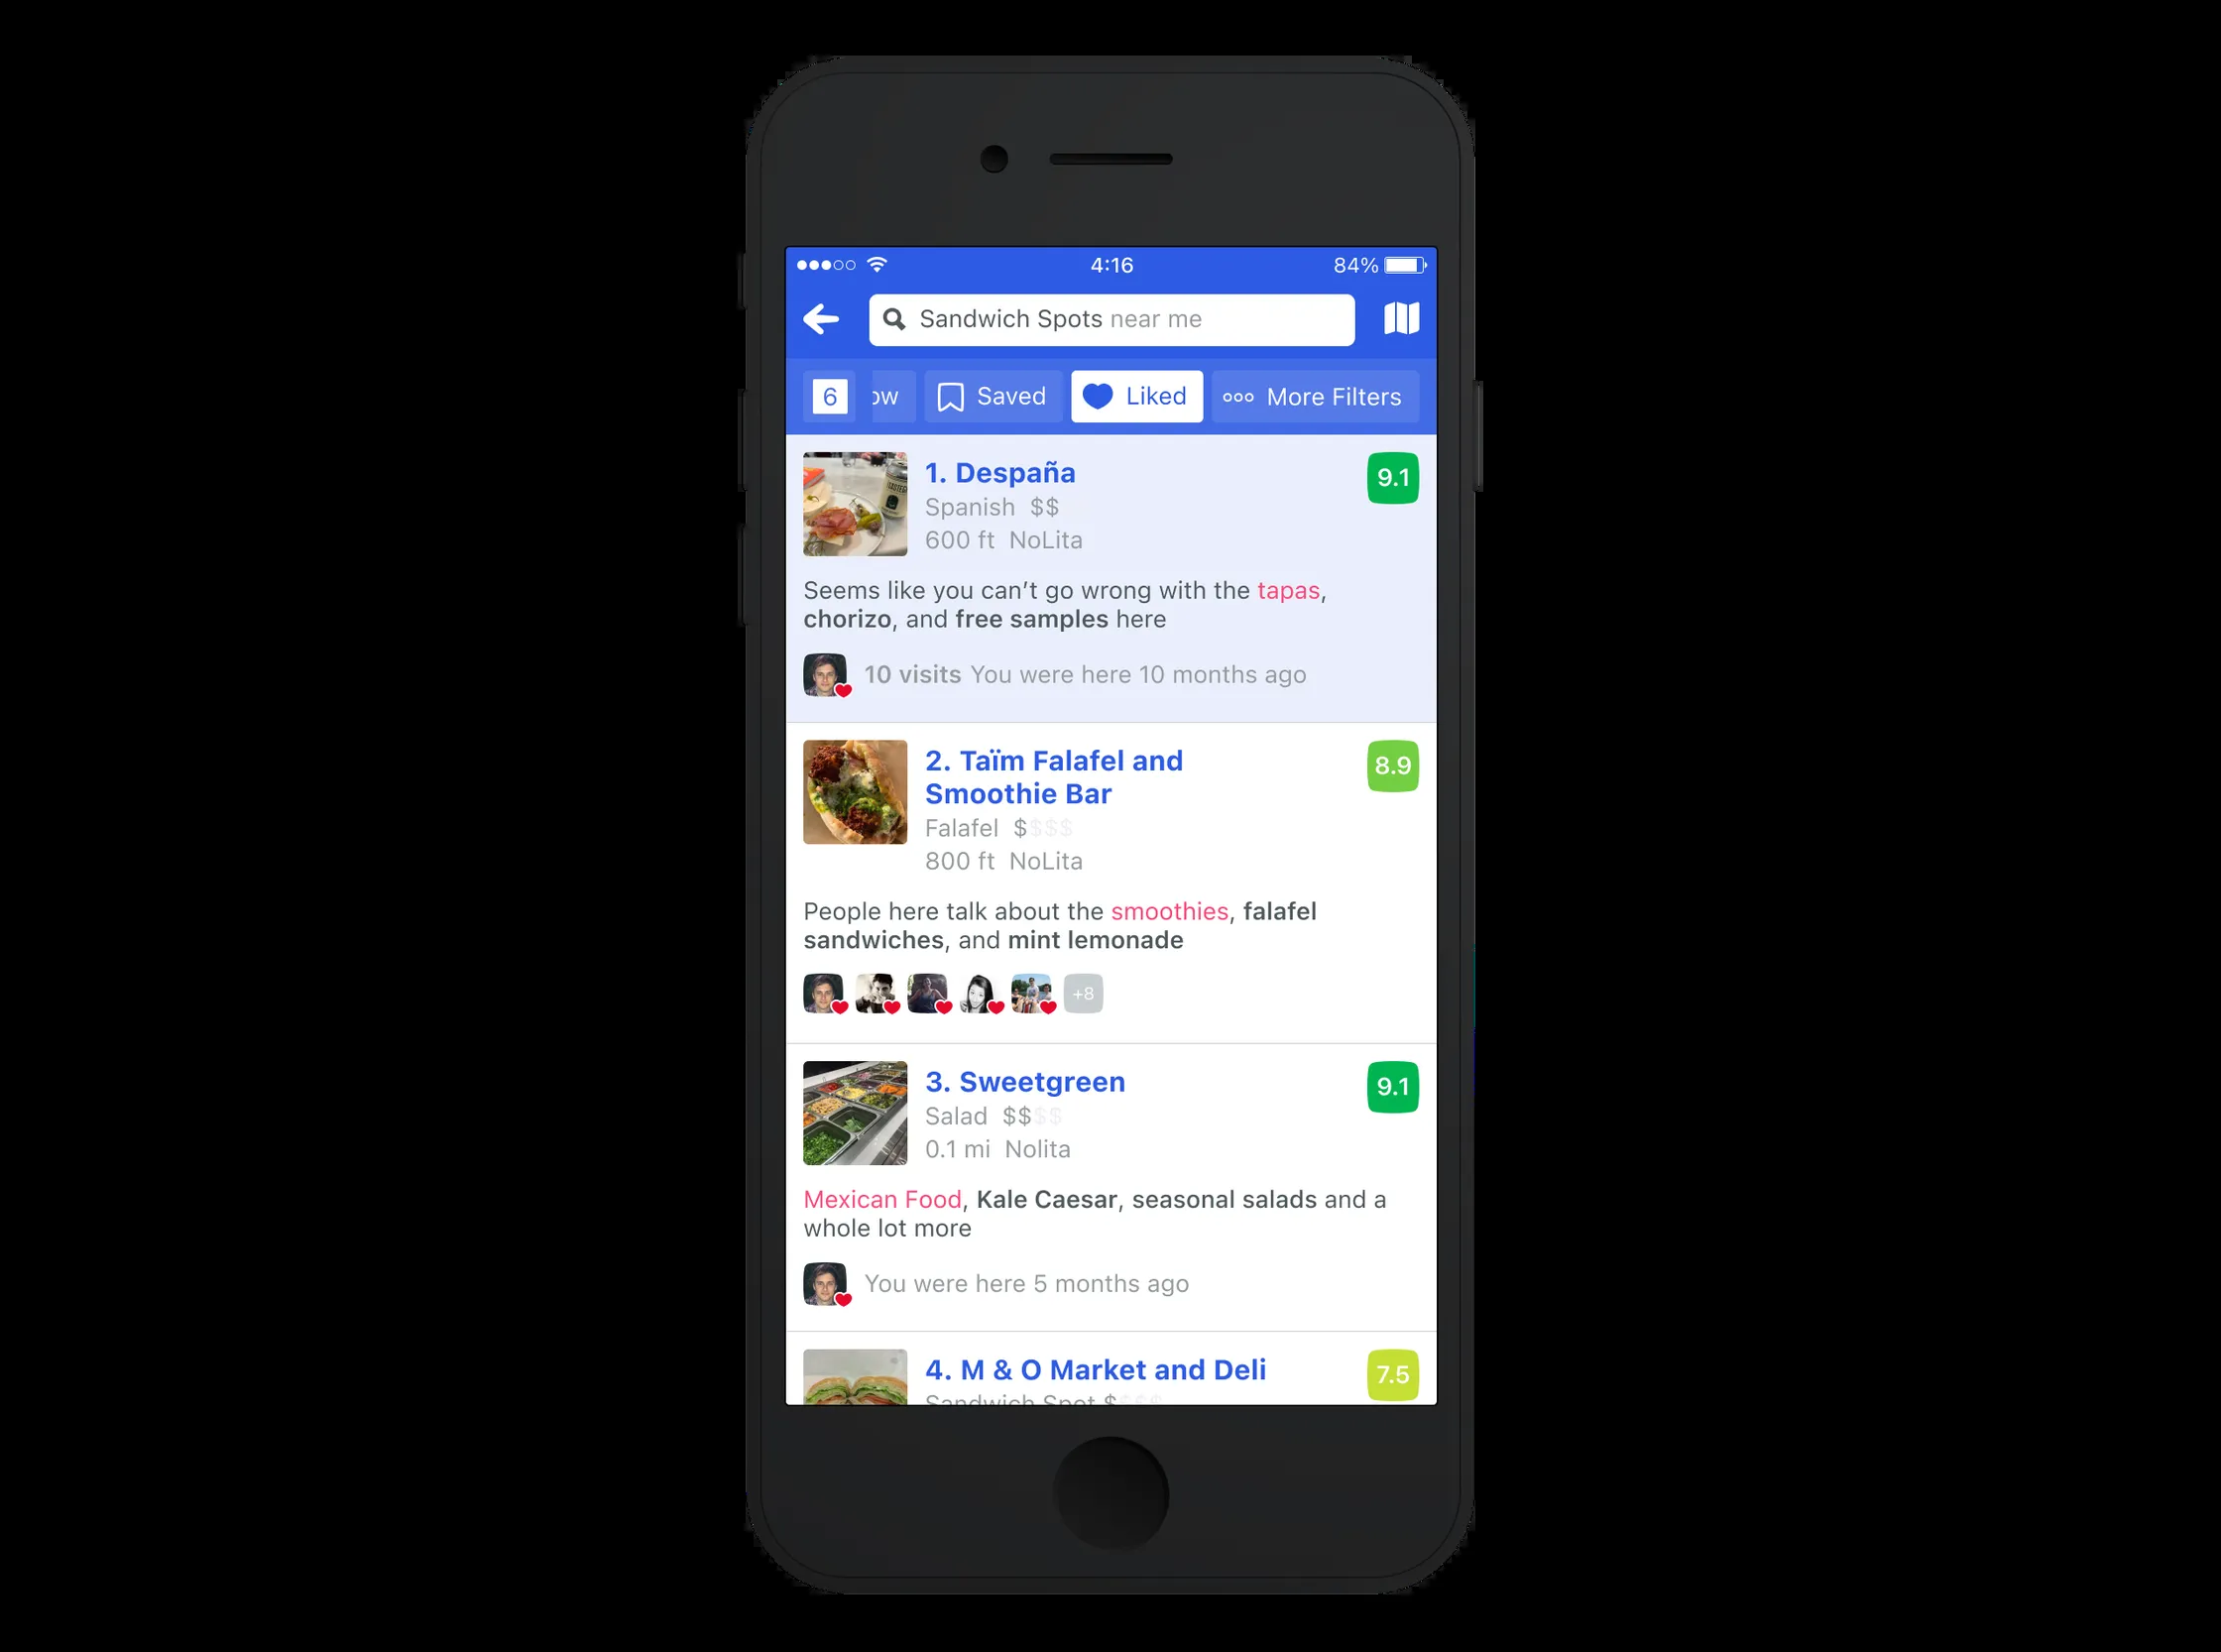 4:16
84%
Sandwich Spots near me
6
ow
Saved
Liked
More Filters
1. Despaña
9.1
Spanish $$
600 ft NoLita
Seems like you can’t go wrong with the tapas,
chorizo, and free samples here
10 visits You were here 10 months ago
2. Taïm Falafel and
Smoothie Bar
8.9
Falafel $$$$
800 ft NoLita
People here talk about the smoothies, falafel
sandwiches, and mint lemonade
+8
3. Sweetgreen
9.1
Salad $$$$
0.1 mi Nolita
Mexican Food, Kale Caesar, seasonal salads and a
whole lot more
You were here 5 months ago
4. M & O Market and Deli
7.5
Sandwich Spot $$$$